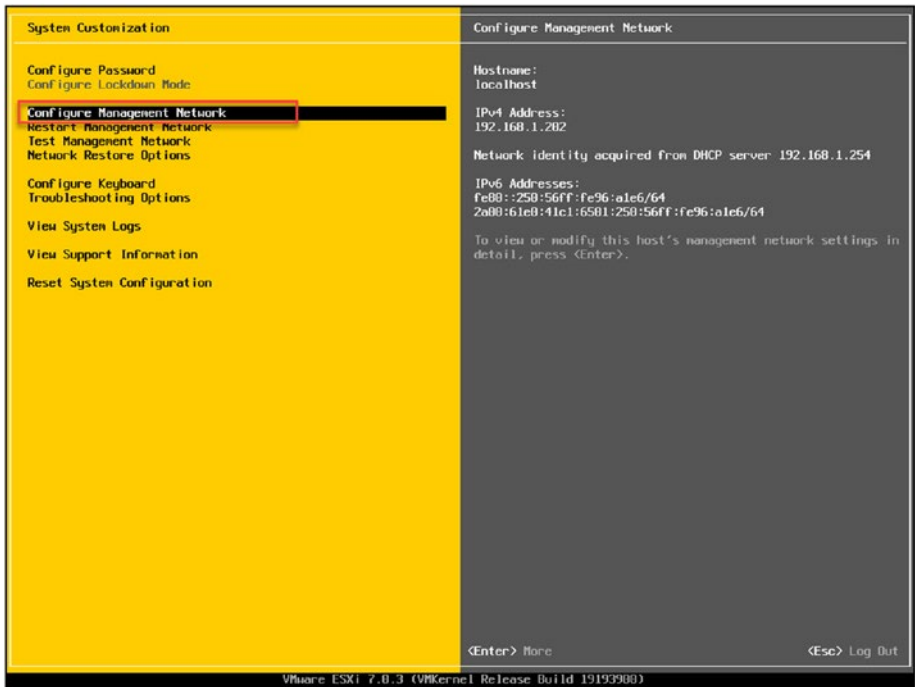 System Customization
Configure Password
Configure Lockdown Mode
Configure Management Network
Restart Management Network
Test Management Network
Network Restore Options
Configure Keyboard
Troubleshooting Options
View System Logs
View Support Information
Reset System Configuration
Configure Management Network
Hostname:
localhost
IPv4 Address:
192.168.1.202
Network identity acquired from DHCP server 192.168.1.254
IPv6 Addresses:
fe80::250:56ff:fe96:a1e6/64
2a00:61e0:41c1:6501:250:56ff:fe96:a1e6/64
To view or modify this host's management network settings in
detail, press <Enter>.
<Enter> More
<Esc> Log Out
VMware ESXi 7.0.3 (VMKernel Release Build 19193900)